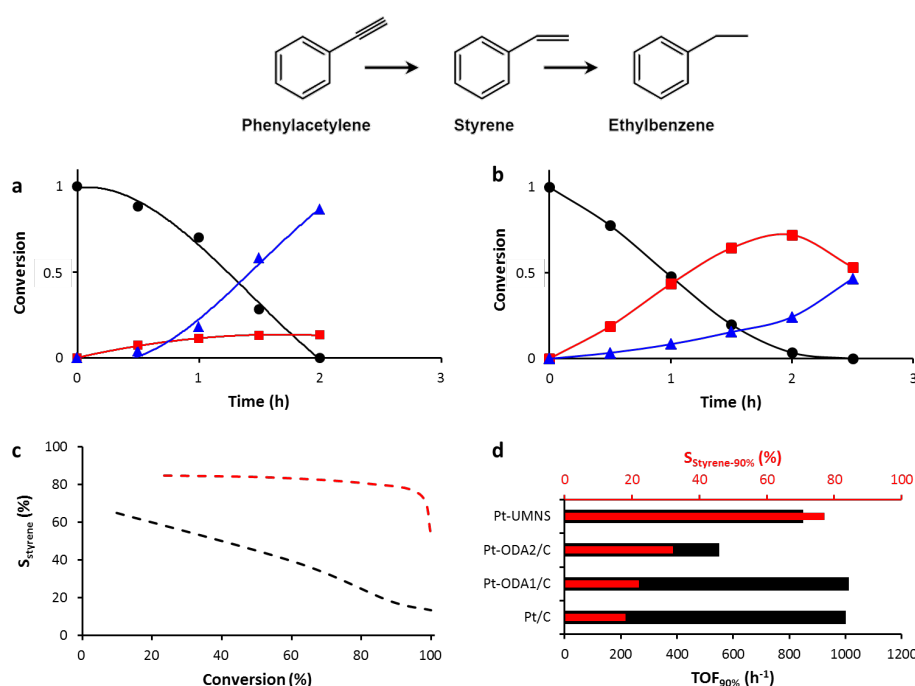 Phenylacetylene Styrene Ethylbenzene
a
1
0.5
0
Conversion
0 1 2 3
Time (h)
b
1
0.5
0
Conversion
0 1 2 3
Time (h)
c
100
80
60
40
20
0
S styrene (%)
0 20 40 60 80 100
Conversion (%)
d
S Styrene-90% (%)
0 20 40 60 80 100
Pt-UMNS
Pt-ODA2/C
Pt-ODA1/C
Pt/C
0 200 400 600 800 1000 1200
TOF90% (h-1)